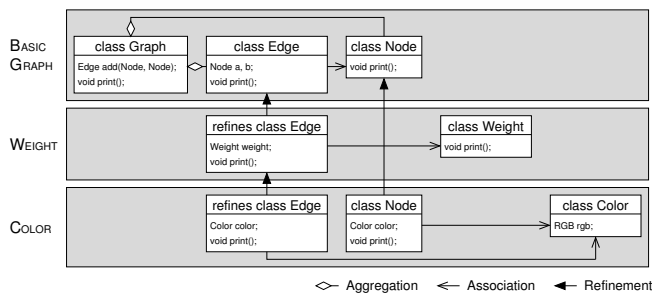 BASIC
GRAPH
class Graph
Edge add(Node, Node);
void print();
class Edge
Node a, b;
void print();
class Node
void print();
WEIGHT
refines class Edge
Weight weight;
void print();
class Weight
void print();
COLOR
refines class Edge
Color color;
void print();
class Node
Color color;
void print();
class Color
RGB rgb;
Aggregation
Association
Refinement